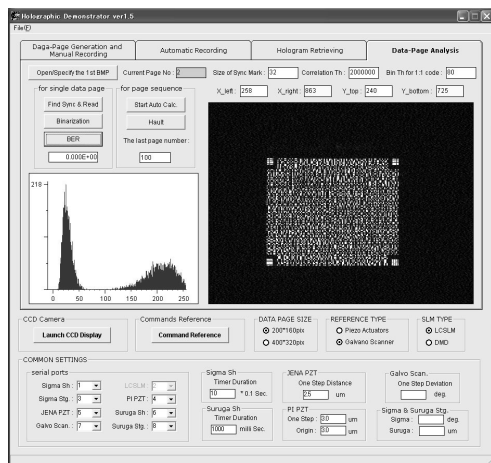 Holographic Demonstrator ver1.5
File(F)
Daga-Page Generation and
Manual Recording
Automatic Recording
Hologram Retrieving
Data-Page Analysis
Open/Specify the 1st BMP
Current Page No : 2
Size of Sync Mark : 32
Correlation Th : 2000000
Bin Th for 1:1 code : 80
for single data page
for page sequence
X_left : 258
X_right : 863
Y_top : 240
Y_bottom : 725
Find Sync & Read
Start Auto Calc.
Binarization
Hault
BER
The last page number :
0.000E+00
100
218
0 50 100 150 200 250
CCD Camera
Launch CCD Display
Commands Reference
Command Reference
DATA PAGE SIZE
200*160pix
400*320pix
REFERENCE TYPE
Piezo Actuators
Galvano Scanner
SLM TYPE
LCSLM
DMD
COMMON SETTINGS
serial ports
Sigma Sh : 1
LCSLM : 2
Sigma Stg. : 3
PI PZT : 4
JENA PZT : 5
Suruga Sh : 6
Galvo Scan. : 7
Suruga Stg. : 8
Sigma Sh
Timer Duration
10 * 0.1 Sec.
Suruga Sh
Timer Duration
1000 milli Sec.
JENA PZT
One Step Distance
25 um
PI PZT
One Step : 30 um
Origin : 30 um
Galvo Scan.
One Step Deviation
deg.
Sigma & Suruga Stg.
Sigma : deg.
Suruga : um